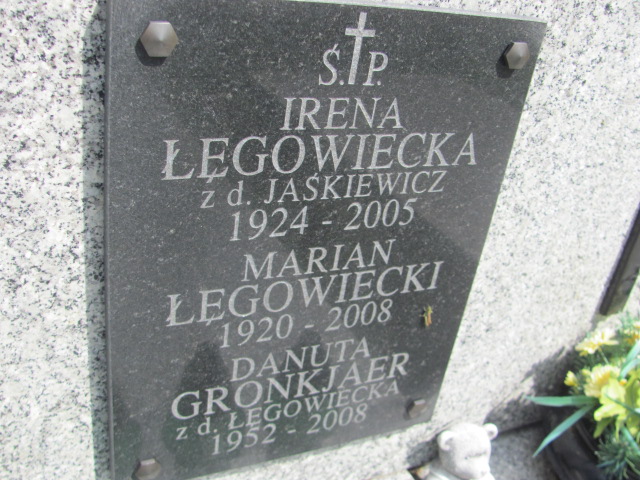 Ś.P.
IRENA
ŁĘGOWIECKA
z d. JAŚKIEWICZ
1924 - 2005
MARIAN
ŁĘGOWIECKI
1920 - 2008
DANUTA
GRONKJAER
z d. ŁĘGOWIECKA
1952 - 2008